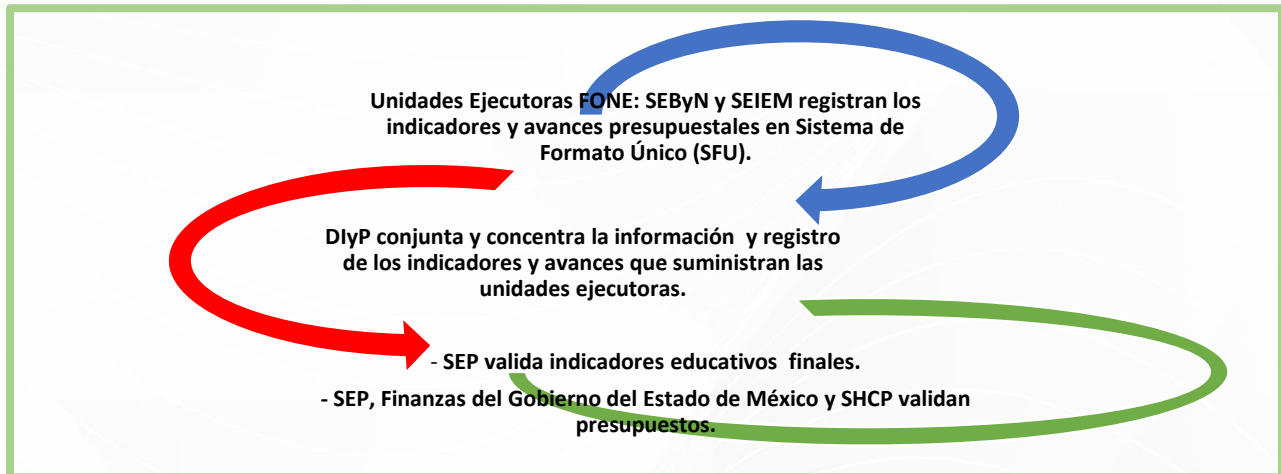 Unidades Ejecutoras FONE: SEByN y SEIEM registran los
indicadores y avances presupuestales en Sistema de
Formato Único (SFU).
DIyP conjunta y concentra la información y registro
de los indicadores y avances que suministran las
unidades ejecutoras.
- SEP valida indicadores educativos finales.
- SEP, Finanzas del Gobierno del Estado de México y SHCP validan
presupuestos.